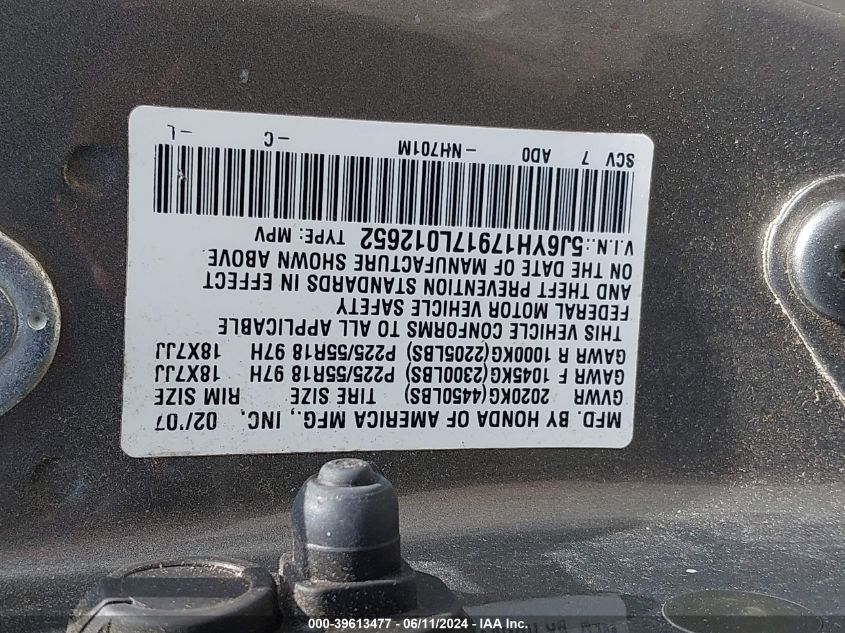 MFD. BY HONDA OF AMERICA MFG., INC. 02/'07
GVWR 2020KG(4450LBS) TIRE SIZE RIM SIZE
GAWR F 1045KG(2300LBS) P225/55R18 97H 18X7JJ
GAWR R 1000KG(2205LBS) P225/55R18 97H 18X7JJ
THIS VEHICLE CONFORMS TO ALL APPLICABLE
FEDERAL MOTOR VEHICLE SAFETY
AND THEFT PREVENTION STANDARDS IN EFFECT
ON THE DATE OF MANUFACTURE SHOWN ABOVE.
V.I.N.: 5J6YH17917L012652 TYPE: MPV
SCV 7 AD0 -NH701M -C -L
000-39613477 - 06/11/2024 - IAA Inc.